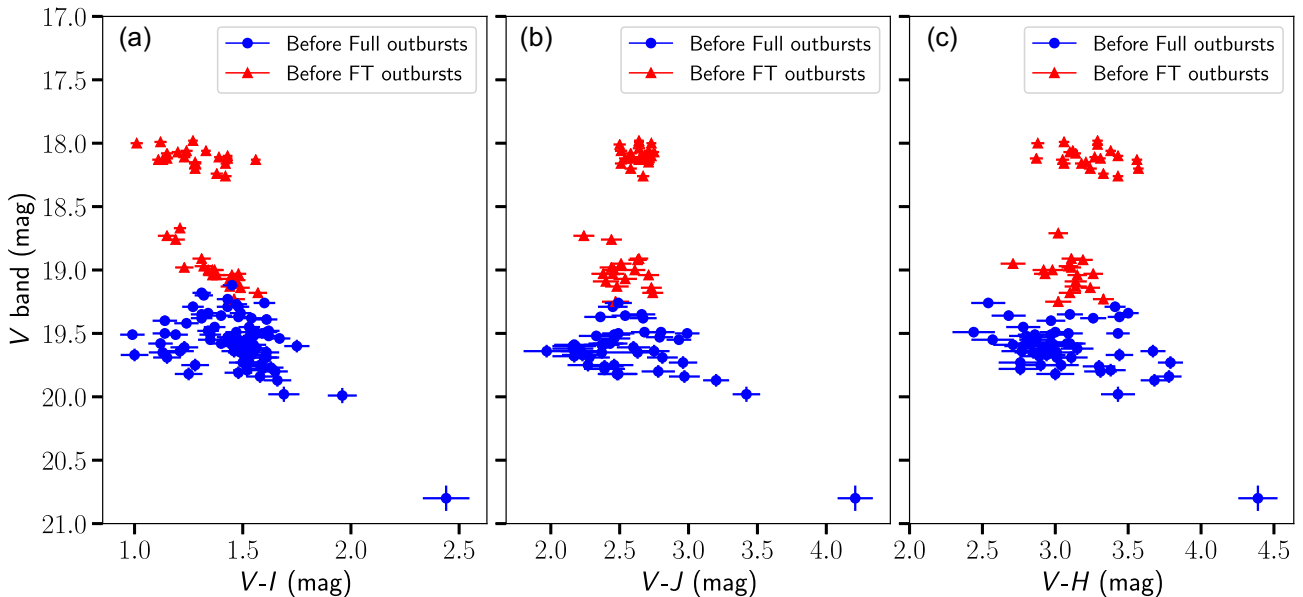 (a)
Before Full outbursts
Before FT outbursts
(b)
Before Full outbursts
Before FT outbursts
(c)
Before Full outbursts
Before FT outbursts
V band (mag)
17.0
17.5
18.0
18.5
19.0
19.5
20.0
20.5
21.0
1.0 1.5 2.0 2.5
2.0 2.5 3.0 3.5 4.0
2.0 2.5 3.0 3.5 4.0 4.5
V-I (mag)
V-J (mag)
V-H (mag)